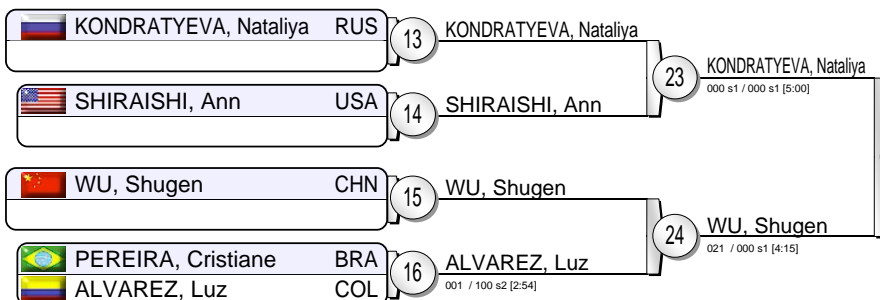 KONDRATYEVA, Nataliya RUS
13
KONDRATYEVA, Nataliya
SHIRAISHI, Ann USA
14
SHIRAISHI, Ann
23
KONDRATYEVA, Nataliya
000 s1 / 000 s1 [5:00]
WU, Shugen CHN
15
WU, Shugen
PEREIRA, Cristiane BRA
ALVAREZ, Luz COL
16
ALVAREZ, Luz
001 / 100 s2 [2:54]
24
WU, Shugen
021 / 000 s1 [4:15]